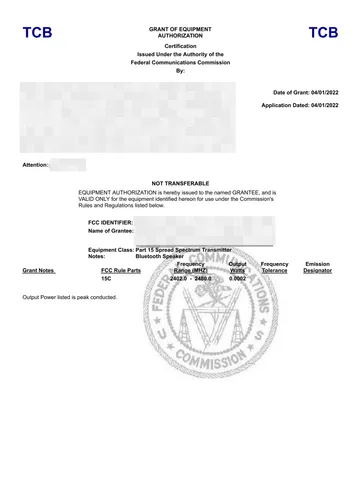 TCB
GRANT OF EQUIPMENT
AUTHORIZATION
TCB
Certification
Issued Under the Authority of the
Federal Communications Commission
By:
Date of Grant: 04/01/2022
Application Dated: 04/01/2022
Attention:
NOT TRANSFERABLE
EQUIPMENT AUTHORIZATION is hereby issued to the named GRANTEE, and is
VALID ONLY for the equipment identified hereon for use under the Commission's
Rules and Regulations listed below.
FCC IDENTIFIER:
Name of Grantee:
Equipment Class: Part 15 Spread Spectrum Transmitter
Notes: Bluetooth Speaker
Grant Notes FCC Rule Parts Frequency Range (MHZ) Output Watts Frequency Tolerance Emission Designator
15C 2402.0 - 2480.0 0.0002
Output Power listed is peak conducted.
FEDERAL COMMUNICATIONS COMMISSION
U S